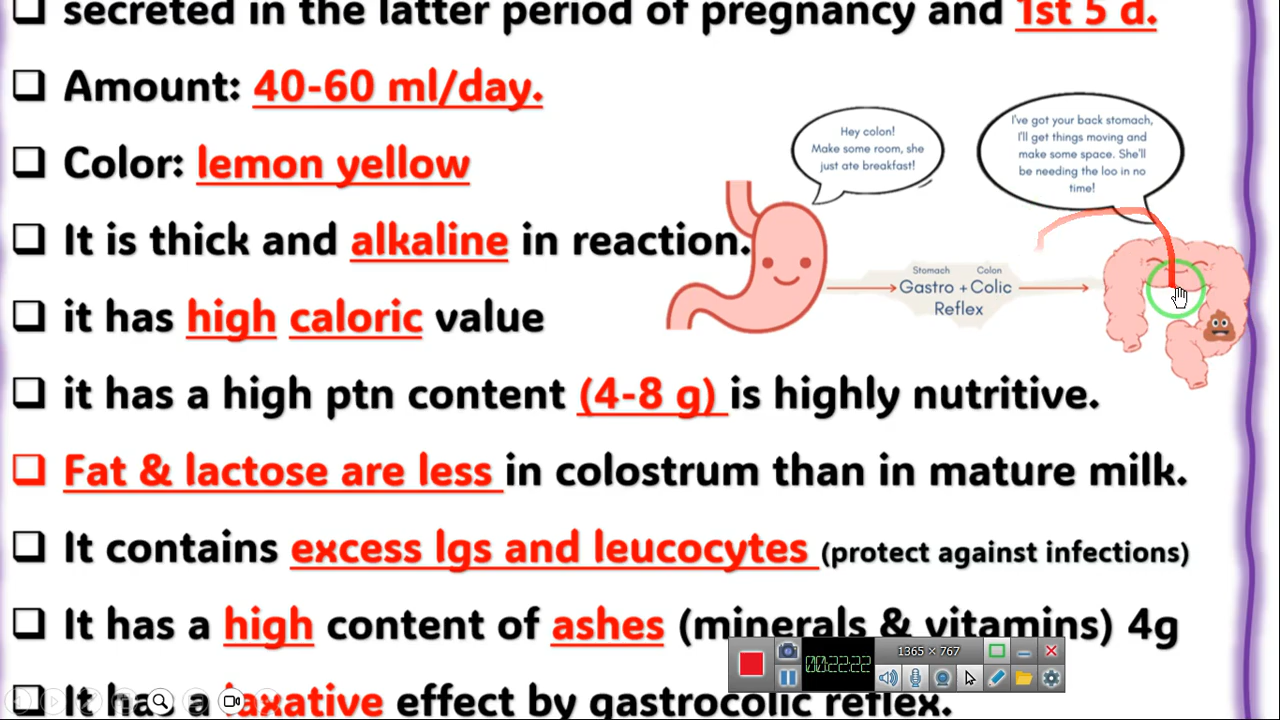 secreted in the latter period of pregnancy and 1st 5 d.
Amount: 40-60 ml/day.
Color: lemon yellow
It is thick and alkaline in reaction.
it has high caloric value
it has a high ptn content (4-8 g) is highly nutritive.
Fat & lactose are less in colostrum than in mature milk.
It contains excess lgs and leucocytes (protect against infections)
It has a high content of ashes (minerals & vitamins) 4g
It has a laxative effect by gastrocolic reflex.
Hey colon!
Make some room, she
just ate breakfast!
I've got your back stomach,
I'll get things moving and
make some space. She'll
be needing the loo in no
time!
Stomach Colon
Gastro + Colic
Reflex
1365 × 767
00:22:22